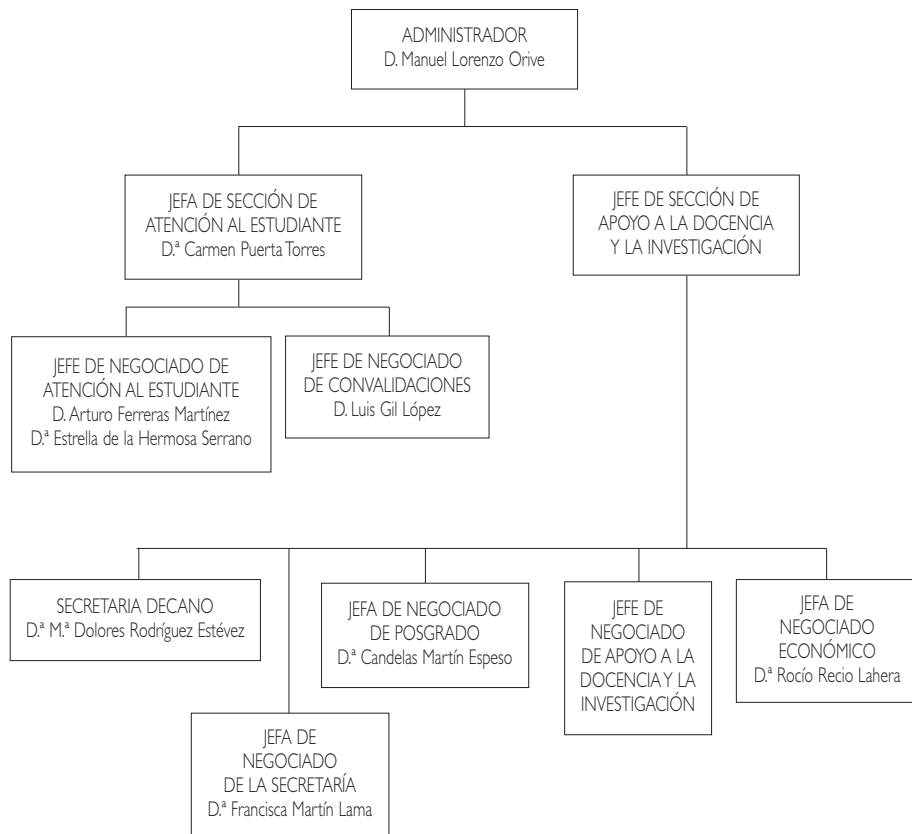 ADMINISTRADOR
D. Manuel Lorenzo Orive
JEFA DE SECCIÓN DE
ATENCIÓN AL ESTUDIANTE
D.ª Carmen Puerta Torres
JEFE DE SECCIÓN DE
APOYO A LA DOCENCIA
Y LA INVESTIGACIÓN
JEFE DE NEGOCIADO DE
ATENCIÓN AL ESTUDIANTE
D. Arturo Ferreras Martínez
D.ª Estrella de la Hermosa Serrano
JEFE DE NEGOCIADO
DE CONVALIDACIONES
D. Luis Gil López
SECRETARIA DECANO
D.ª M.ª Dolores Rodríguez Estévez
JEFA DE
NEGOCIADO
DE LA SECRETARÍA
D.ª Francisca Martín Lama
JEFA DE NEGOCIADO
DE POSGRADO
D.ª Candelas Martín Espeso
JEFE DE
NEGOCIADO
DE APOYO A LA
DOCENCIA Y LA
INVESTIGACIÓN
JEFA DE
NEGOCIADO
ECONÓMICO
D.ª Rocío Recio Lahera